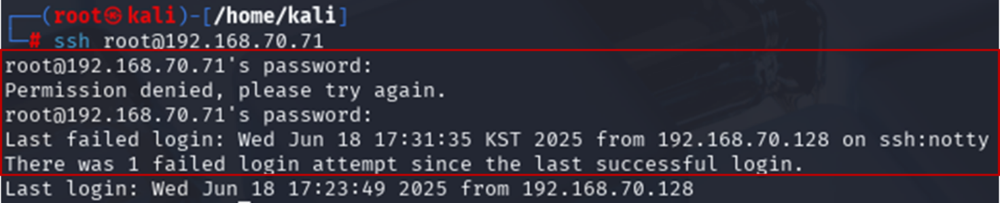 ┌──(root㉿kali)-[/home/kali]
└─# ssh root@192.168.70.71
root@192.168.70.71's password:
Permission denied, please try again.
root@192.168.70.71's password:
Last failed login: Wed Jun 18 17:31:35 KST 2025 from 192.168.70.128 on ssh:notty
There was 1 failed login attempt since the last successful login.
Last login: Wed Jun 18 17:23:49 2025 from 192.168.70.128